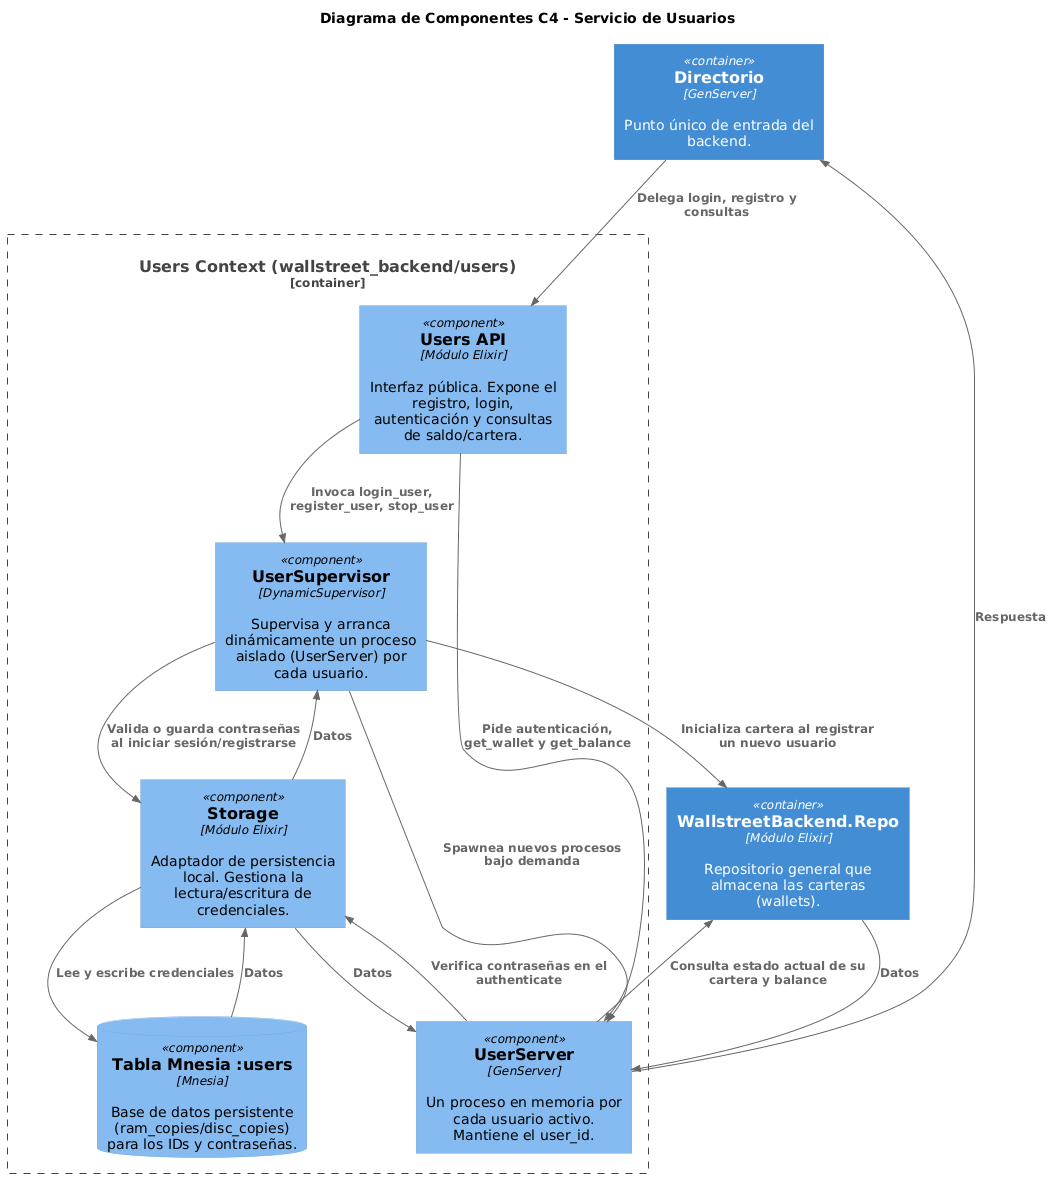 Diagrama de Componentes C4 - Servicio de Usuarios
«container»
Directorio
[GenServer]
Punto único de entrada del
backend.
Delega login, registro y
consultas
Users Context (wallstreet_backend/users)
[container]
«component»
Users API
[Módulo Elixir]
Interfaz pública. Expone el
registro, login,
autenticación y consultas
de saldo/cartera.
Invoca login_user,
register_user, stop_user
«component»
UserSupervisor
[DynamicSupervisor]
Supervisa y arranca
dinámicamente un proceso
aislado (UserServer) por
cada usuario.
Respuesta
Valida o guarda contraseñas
al iniciar sesión/registrarse
Datos
Pide autenticación,
get_wallet y get_balance
Inicializa cartera al registrar
un nuevo usuario
«component»
Storage
[Módulo Elixir]
Adaptador de persistencia
local. Gestiona la
lectura/escritura de
credenciales.
Spawnea nuevos procesos
bajo demanda
«container»
WallstreetBackend.Repo
[Módulo Elixir]
Repositorio general que
almacena las carteras
(wallets).
Lee y escribe credenciales
Datos
Datos
Verifica contraseñas en el
authenticate
Consulta estado actual de su
cartera y balance
Datos
«component»
Tabla Mnesia :users
[Mnesia]
Base de datos persistente
(ram_copies/disc_copies)
para los IDs y contraseñas.
«component»
UserServer
[GenServer]
Un proceso en memoria por
cada usuario activo.
Mantiene el user_id.